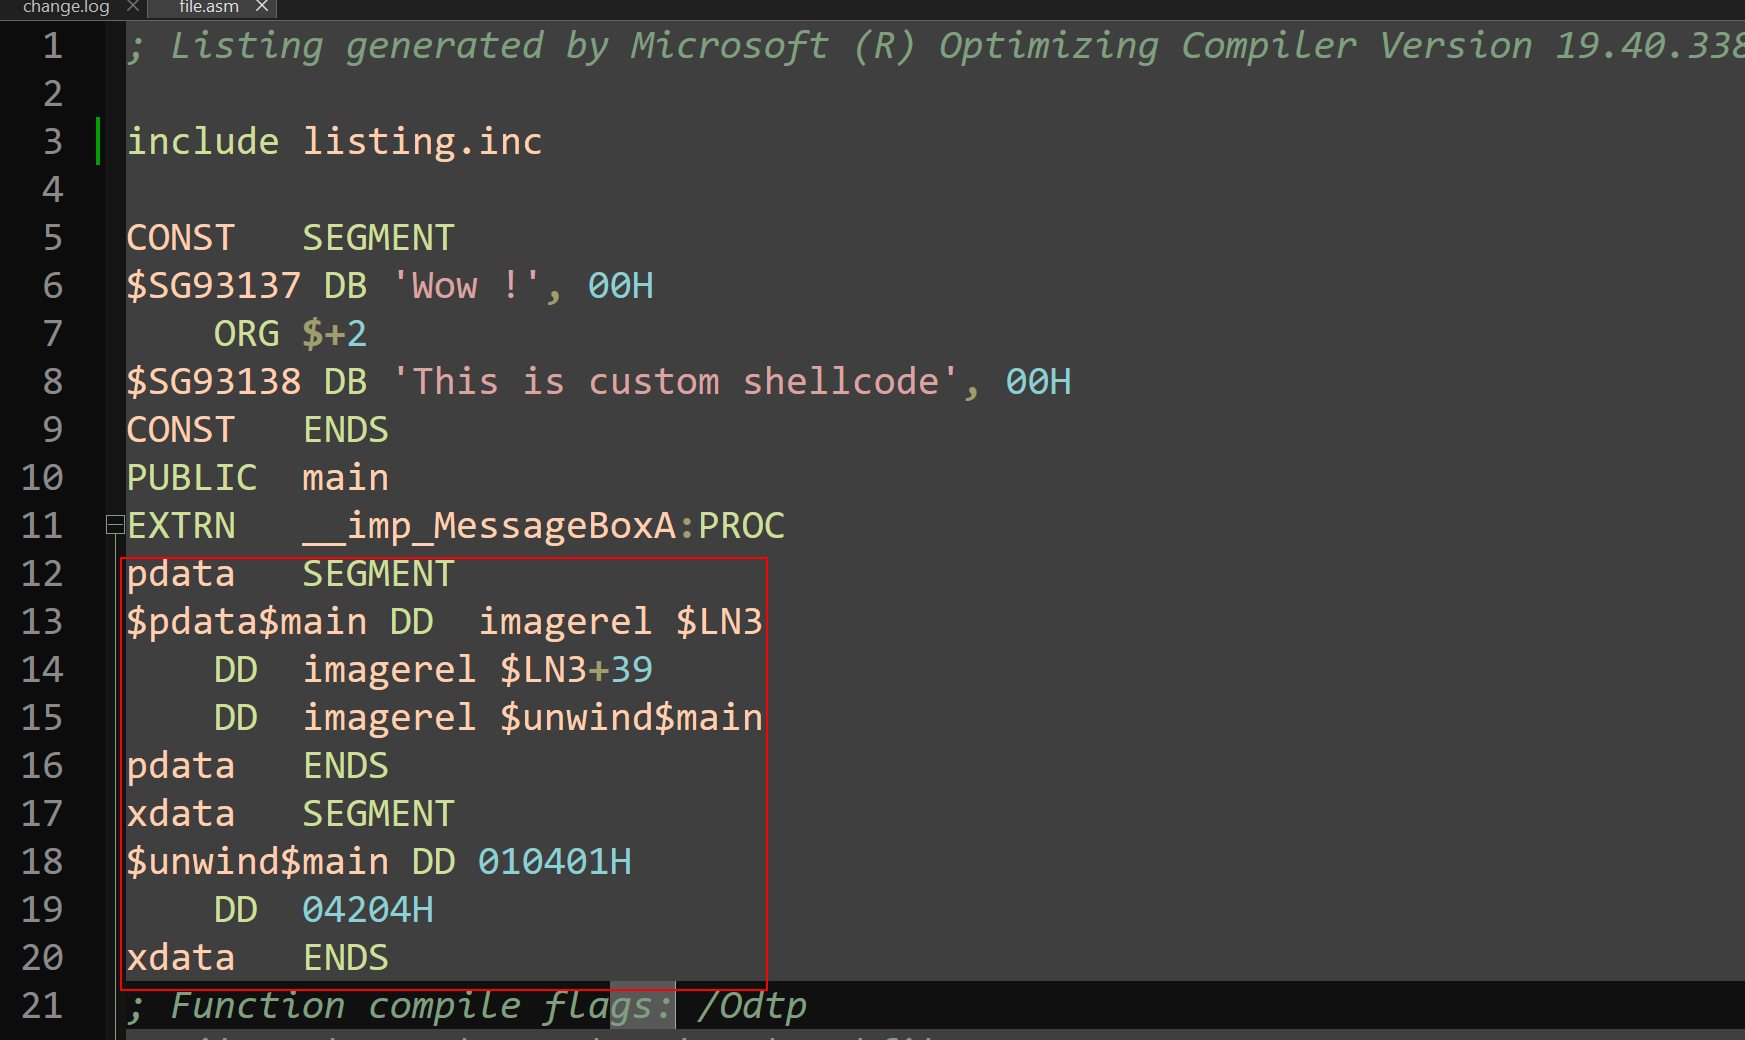 change.log × file.asm ×
1 ; Listing generated by Microsoft (R) Optimizing Compiler Version 19.40.338
2
3 include listing.inc
4
5 CONST SEGMENT
6 $SG93137 DB 'Wow !', 00H
7 ORG $+2
8 $SG93138 DB 'This is custom shellcode', 00H
9 CONST ENDS
10 PUBLIC main
11 EXTRN __imp_MessageBoxA:PROC
12 pdata SEGMENT
13 $pdata$main DD imagerel $LN3
14 DD imagerel $LN3+39
15 DD imagerel $unwind$main
16 pdata ENDS
17 xdata SEGMENT
18 $unwind$main DD 010401H
19 DD 04204H
20 xdata ENDS
21 ; Function compile flags: /Odtp